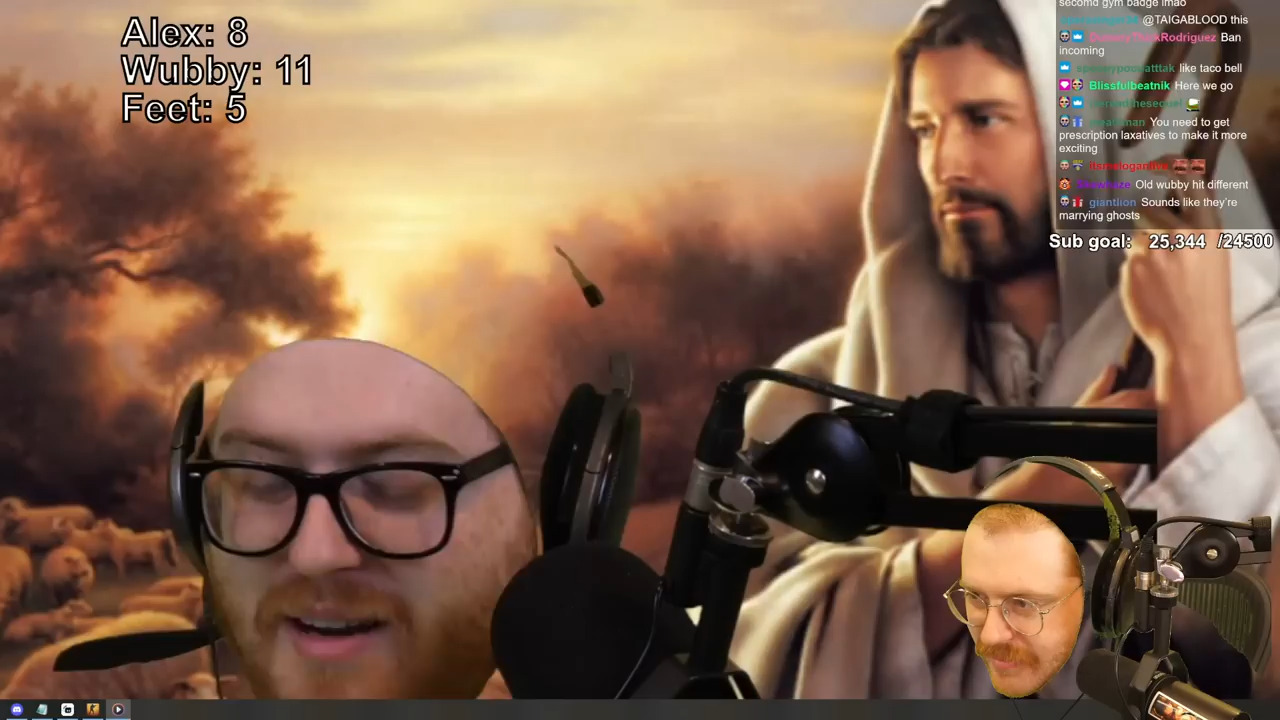 Alex: 8
Wubby: 11
Feet: 5
second gym badge lmao
@TAIGABLOOD this
Ban
incoming
like taco bell
Blissfulbeatnik Here we go
You need to get
prescription laxatives to make it more
exciting
Old wubby hit different
giantlion Sounds like they're
marrying ghosts
Sub goal: 25,344 /24500